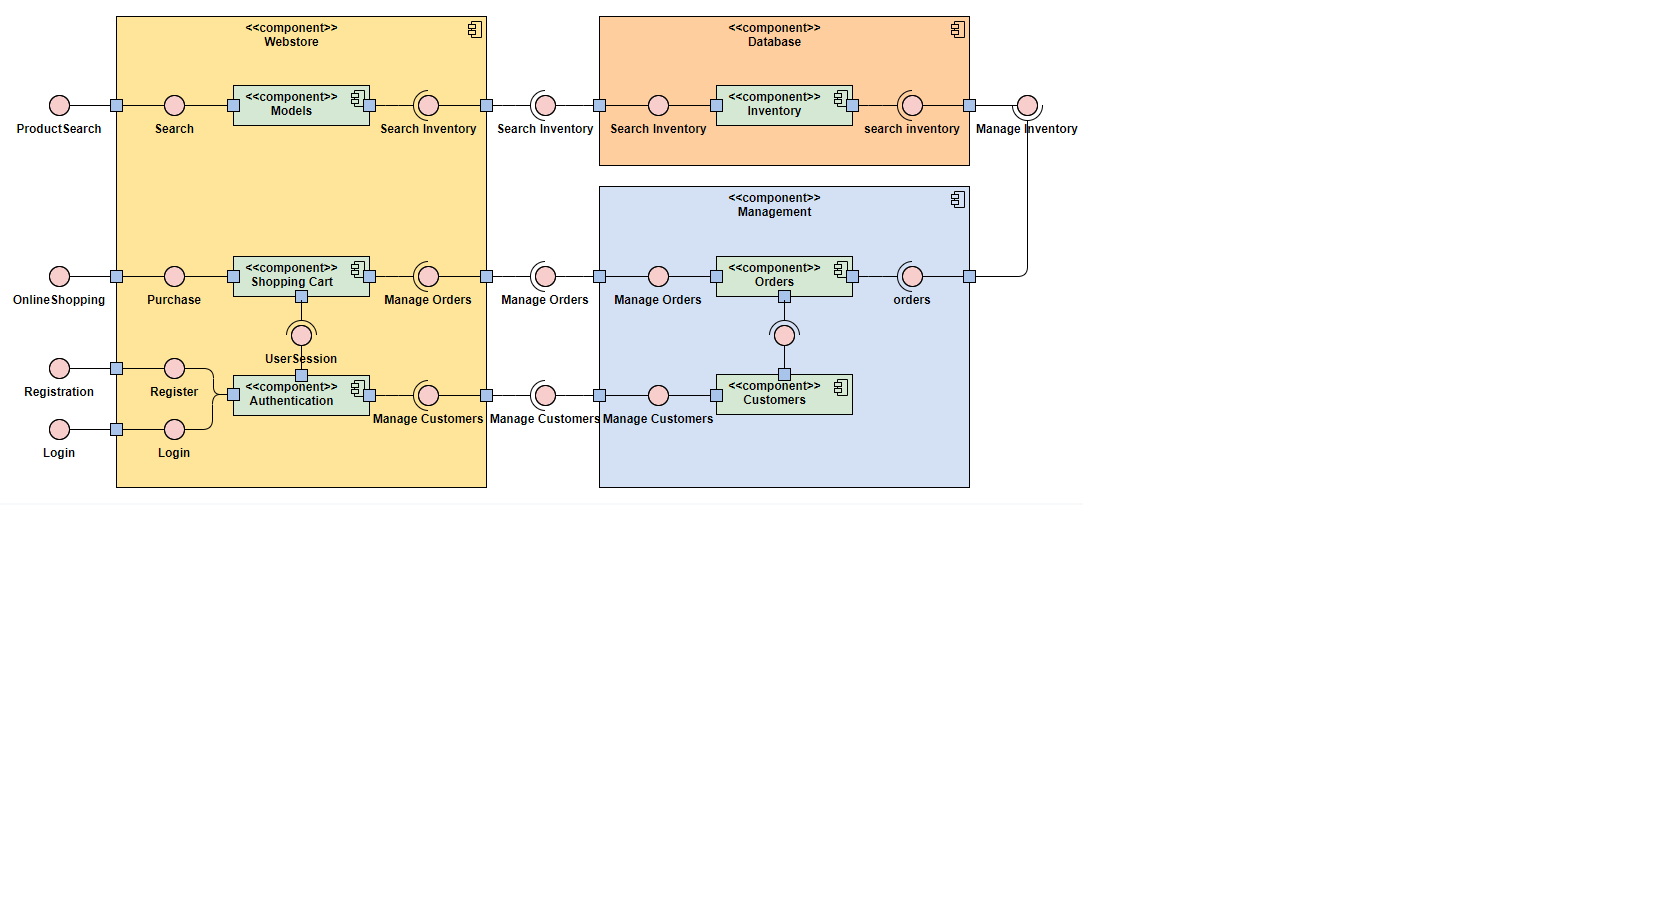 <<component>>
Webstore
<<component>>
Database
<<component>>
Models
<<component>>
Inventory
ProductSearch
Search
Search Inventory
Search Inventory
Search Inventory
search inventory
Manage Inventory
<<component>>
Management
<<component>>
Shopping Cart
<<component>>
Orders
OnlineShopping
Purchase
Manage Orders
Manage Orders
Manage Orders
orders
UserSession
<<component>>
Authentication
<<component>>
Customers
Registration
Register
Manage Customers
Manage Customers
Manage Customers
Login
Login